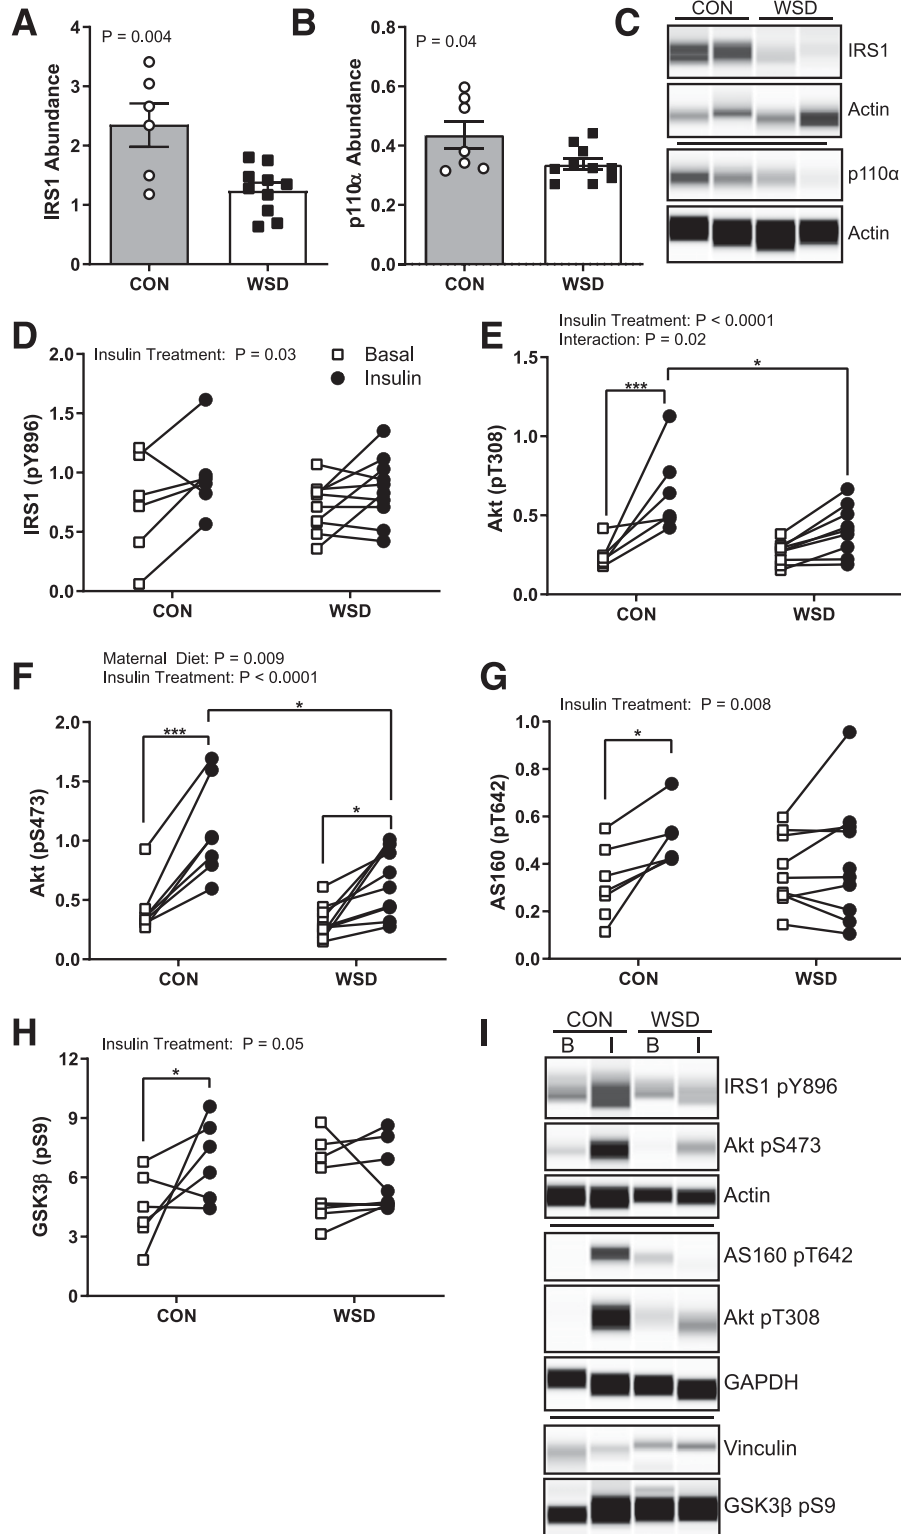 A
P = 0.004
IRS1 Abundance
4
3
2
1
0
CON
WSD
B
P = 0.04
p110α Abundance
0.8
0.6
0.4
0.2
0.0
CON
WSD
C
CON WSD
IRS1
Actin
p110α
Actin
D
Insulin Treatment: P = 0.03
Basal
Insulin
IRS1 (pY896)
2.0
1.5
1.0
0.5
0.0
CON
WSD
E
Insulin Treatment: P < 0.0001
Interaction: P = 0.02
***
*
Akt (pT308)
1.5
1.0
0.5
0.0
CON
WSD
F
Maternal Diet: P = 0.009
Insulin Treatment: P < 0.0001
***
*
*
Akt (pS473)
2.0
1.5
1.0
0.5
0.0
CON
WSD
G
Insulin Treatment: P = 0.008
*
AS160 (pT642)
1.0
0.8
0.6
0.4
0.2
0.0
CON
WSD
H
Insulin Treatment: P = 0.05
*
GSK3β (pS9)
12
9
6
3
0
CON
WSD
I
CON WSD
B I B I
IRS1 pY896
Akt pS473
Actin
AS160 pT642
Akt pT308
GAPDH
Vinculin
GSK3β pS9